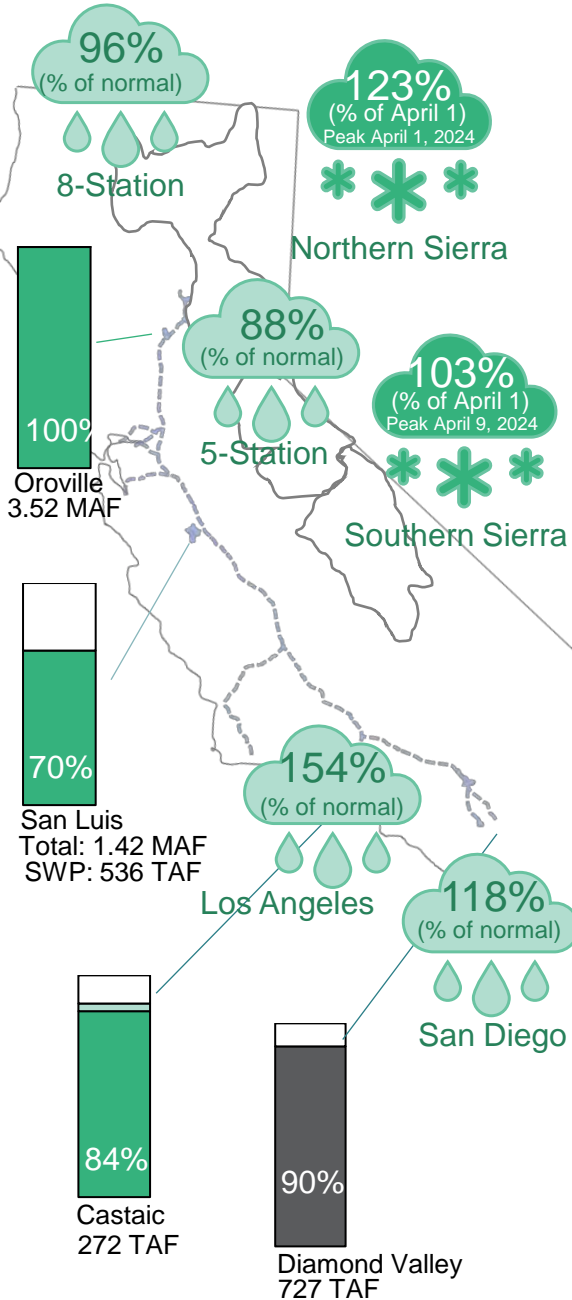 96%
(% of normal)
8-Station
123%
(% of April 1)
Peak April 1, 2024
Northern Sierra
100%
Oroville
3.52 MAF
88%
(% of normal)
5-Station
103%
(% of April 1)
Peak April 9, 2024
Southern Sierra
70%
San Luis
Total: 1.42 MAF
SWP: 536 TAF
154%
(% of normal)
Los Angeles
118%
(% of normal)
San Diego
84%
Castaic
272 TAF
90%
Diamond Valley
727 TAF